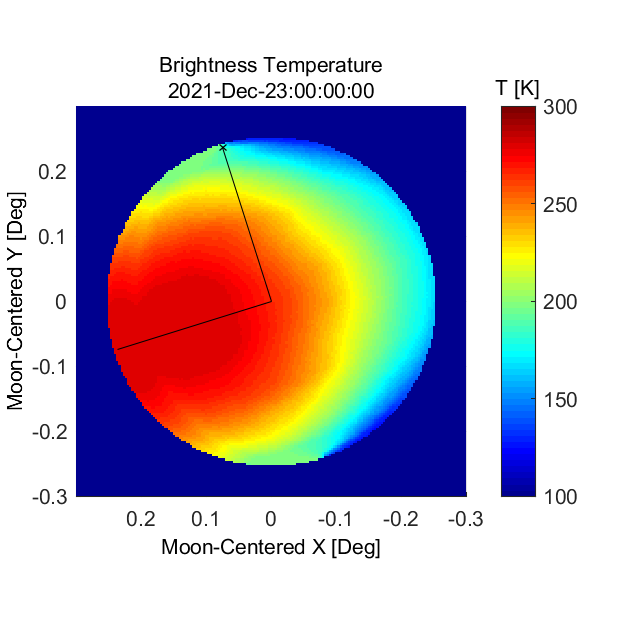 Brightness Temperature
2021-Dec-23:00:00:00
T [K]
300
250
200
150
100
Moon-Centered Y [Deg]
0.2
0.1
0
-0.1
-0.2
-0.3
0.2 0.1 0 -0.1 -0.2 -0.3
Moon-Centered X [Deg]